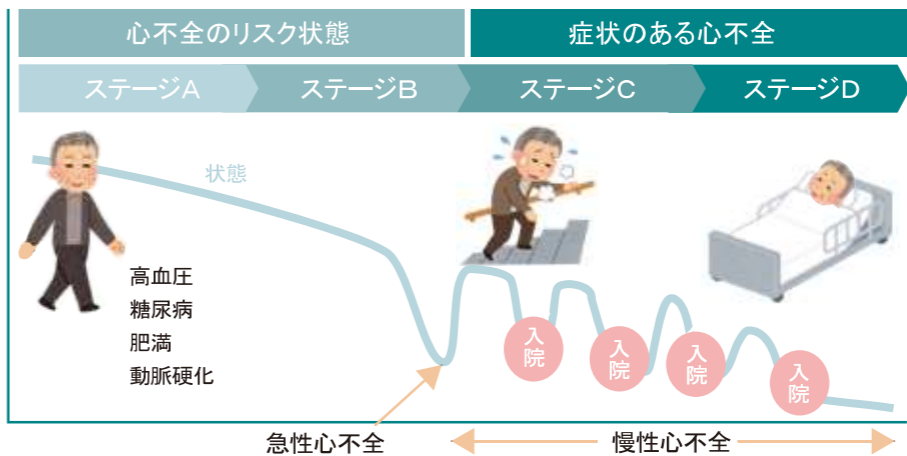 心不全のリスク状態
症状のある心不全
ステージA
ステージB
ステージC
ステージD
状態
高血圧
糖尿病
肥満
動脈硬化
入院
入院
入院
入院
急性心不全
慢性心不全